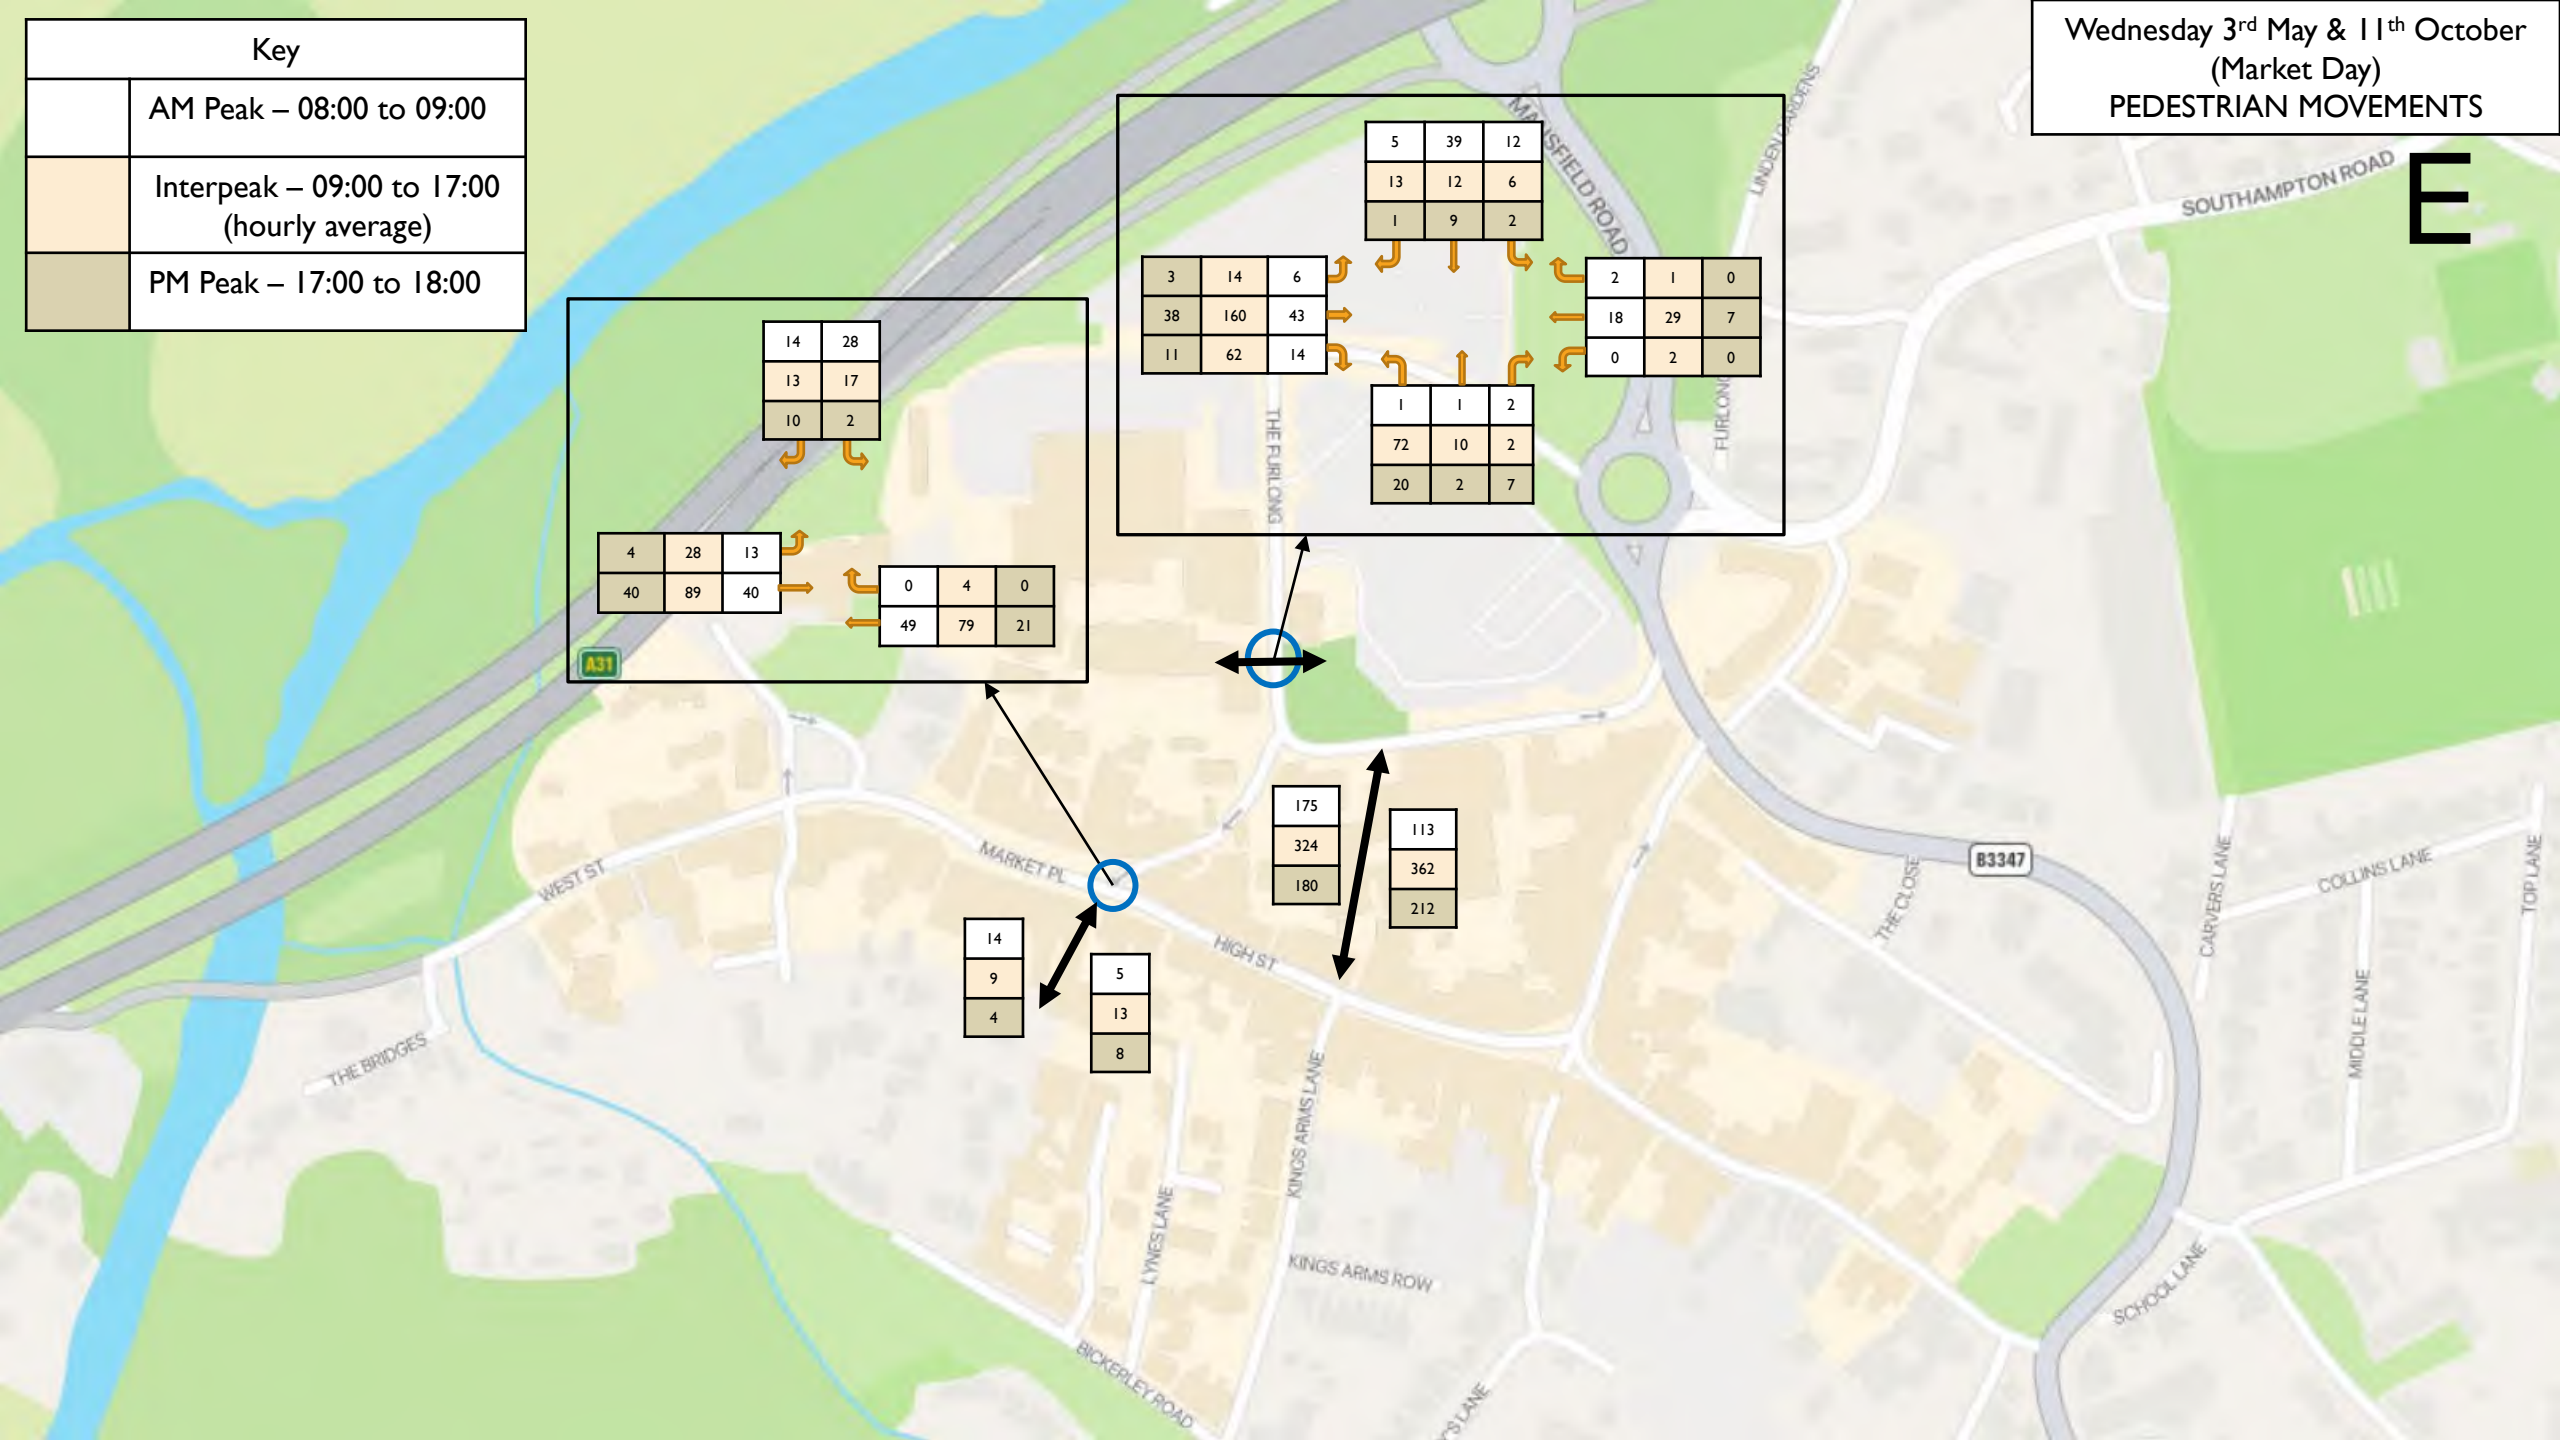 Key
AM Peak – 08:00 to 09:00
Interpeak – 09:00 to 17:00
(hourly average)
PM Peak – 17:00 to 18:00
Wednesday 3rd May & 11th October
(Market Day)
PEDESTRIAN MOVEMENTS
E
5 39 12
13 12 6
1 9 2
3 14 6
38 160 43
11 62 14
2 1 0
18 29 7
0 2 0
1 1 2
72 10 2
20 2 7
14 28
13 17
10 2
4 28 13
40 89 40
0 4 0
49 79 21
175
324
180
113
362
212
14
9
4
5
13
8
MANSFIELD ROAD
LINDEN GARDENS
SOUTHAMPTON ROAD
THE FURLONG
FURLONG
A31
MARKET PL
WEST ST
HIGH ST
B3347
THE CLOSE
CARVERS LANE
COLLINS LANE
TOP LANE
MIDDLE LANE
THE BRIDGES
KINGS ARMS LANE
LYNES LANE
KINGS ARMS ROW
SCHOOL LANE
BICKERLEY ROAD
LANE